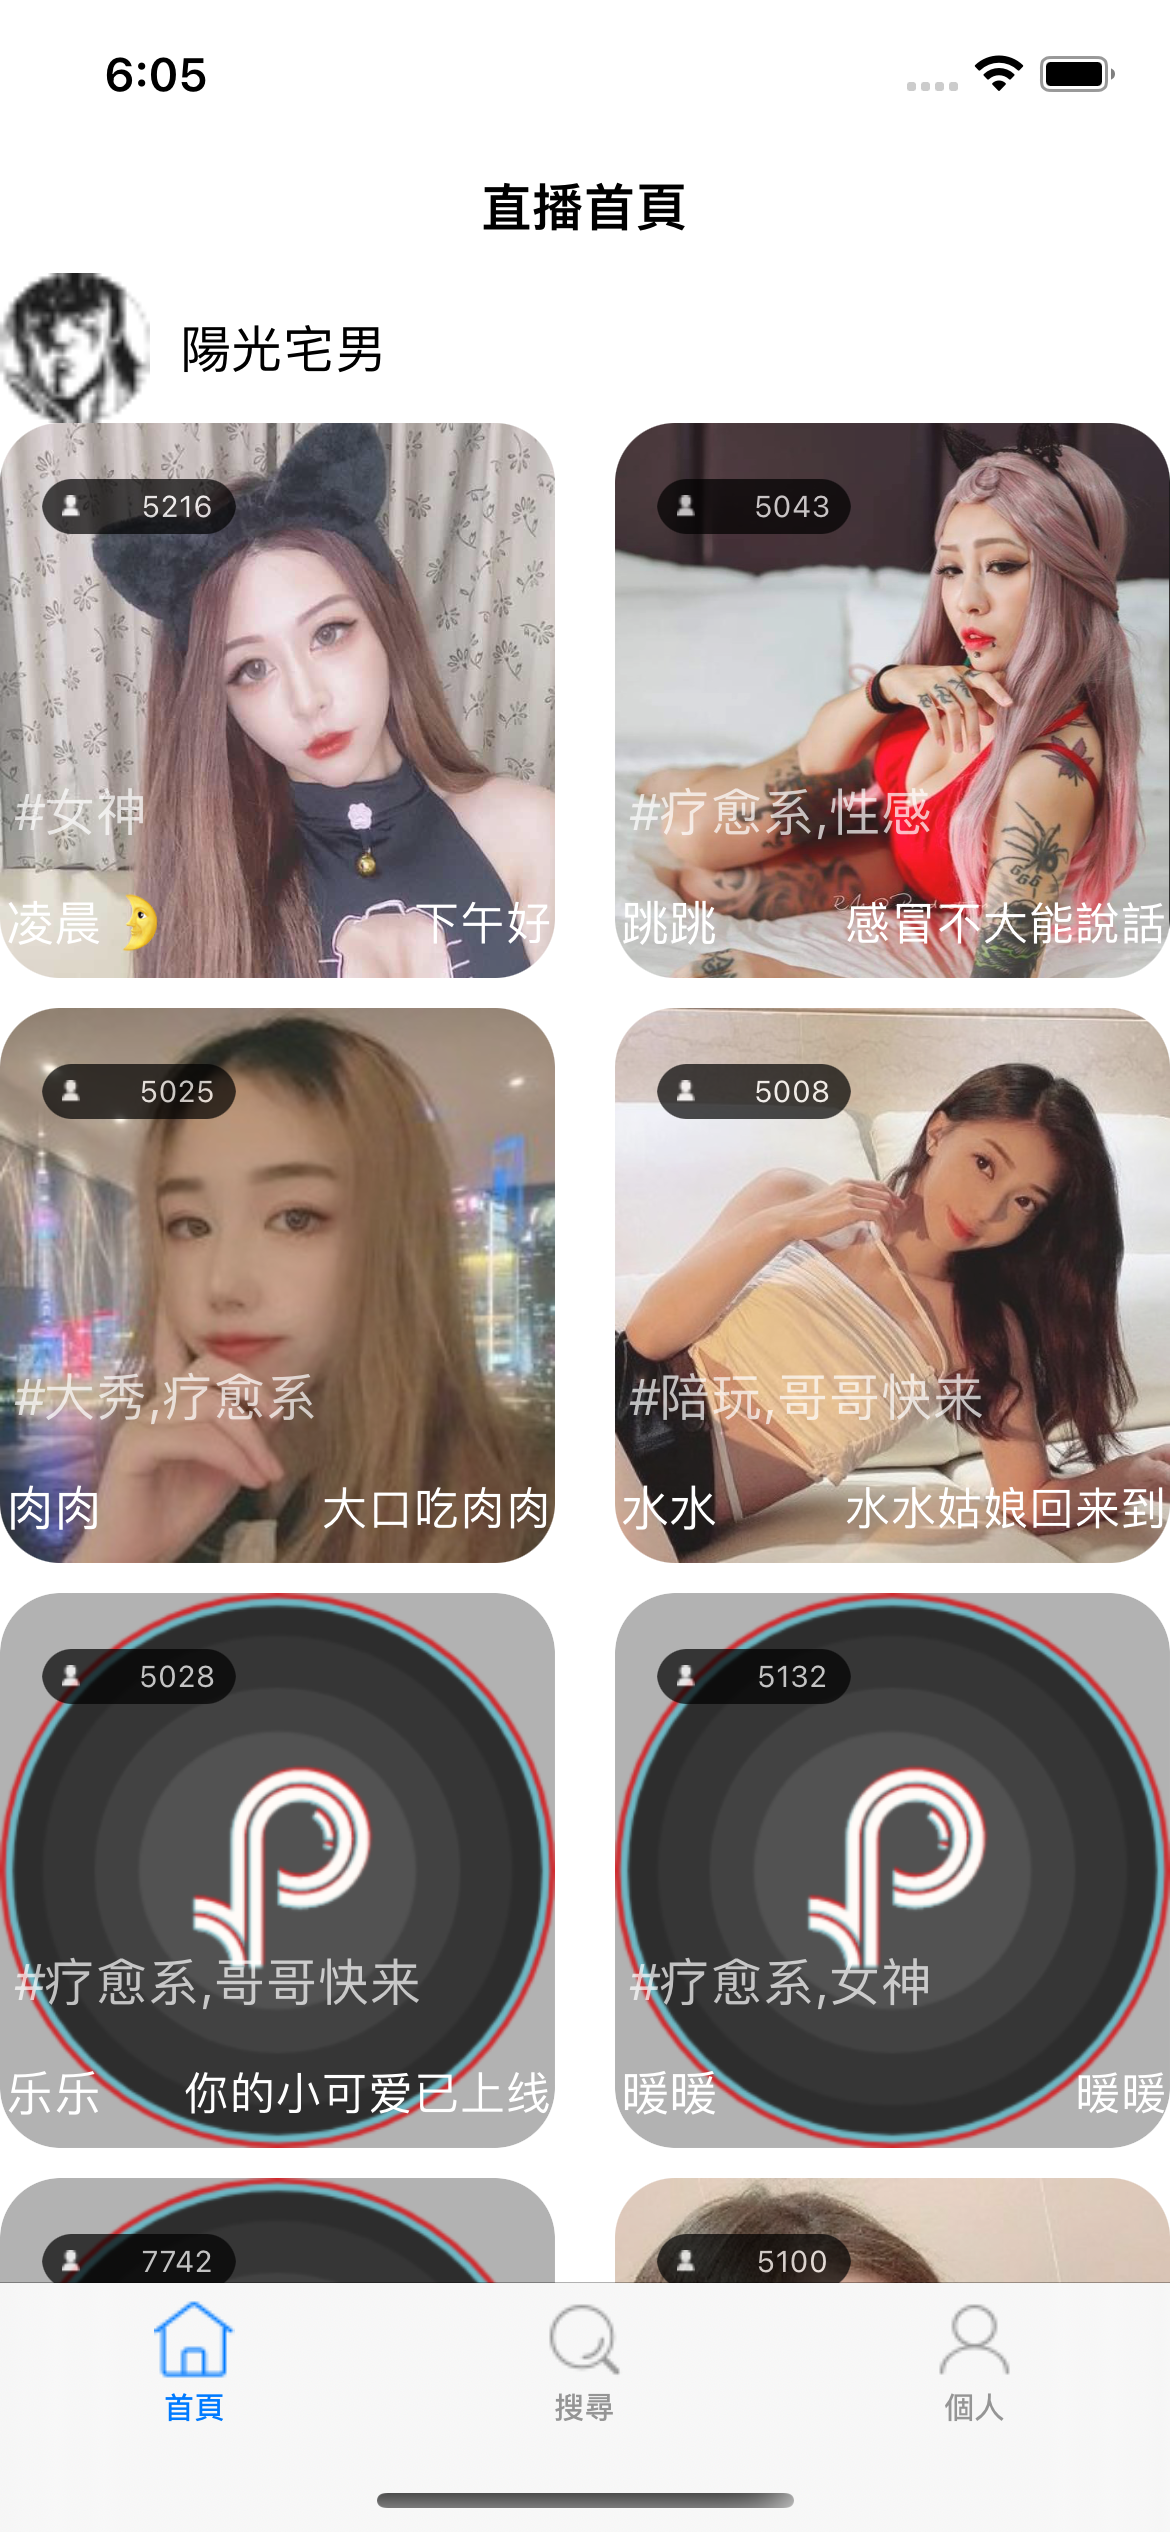 6:05
直播首頁
陽光宅男
5216
#女神
凌晨🌛 下午好
5043
#疗愈系,性感
跳跳 感冒不大能說話
5025
#大秀,疗愈系
肉肉 大口吃肉肉
5008
#陪玩,哥哥快来
水水 水水姑娘回来到
5028
#疗愈系,哥哥快来
乐乐 你的小可爱已上线
5132
#疗愈系,女神
暖暖 暖暖
7742
5100
首頁 搜尋 個人